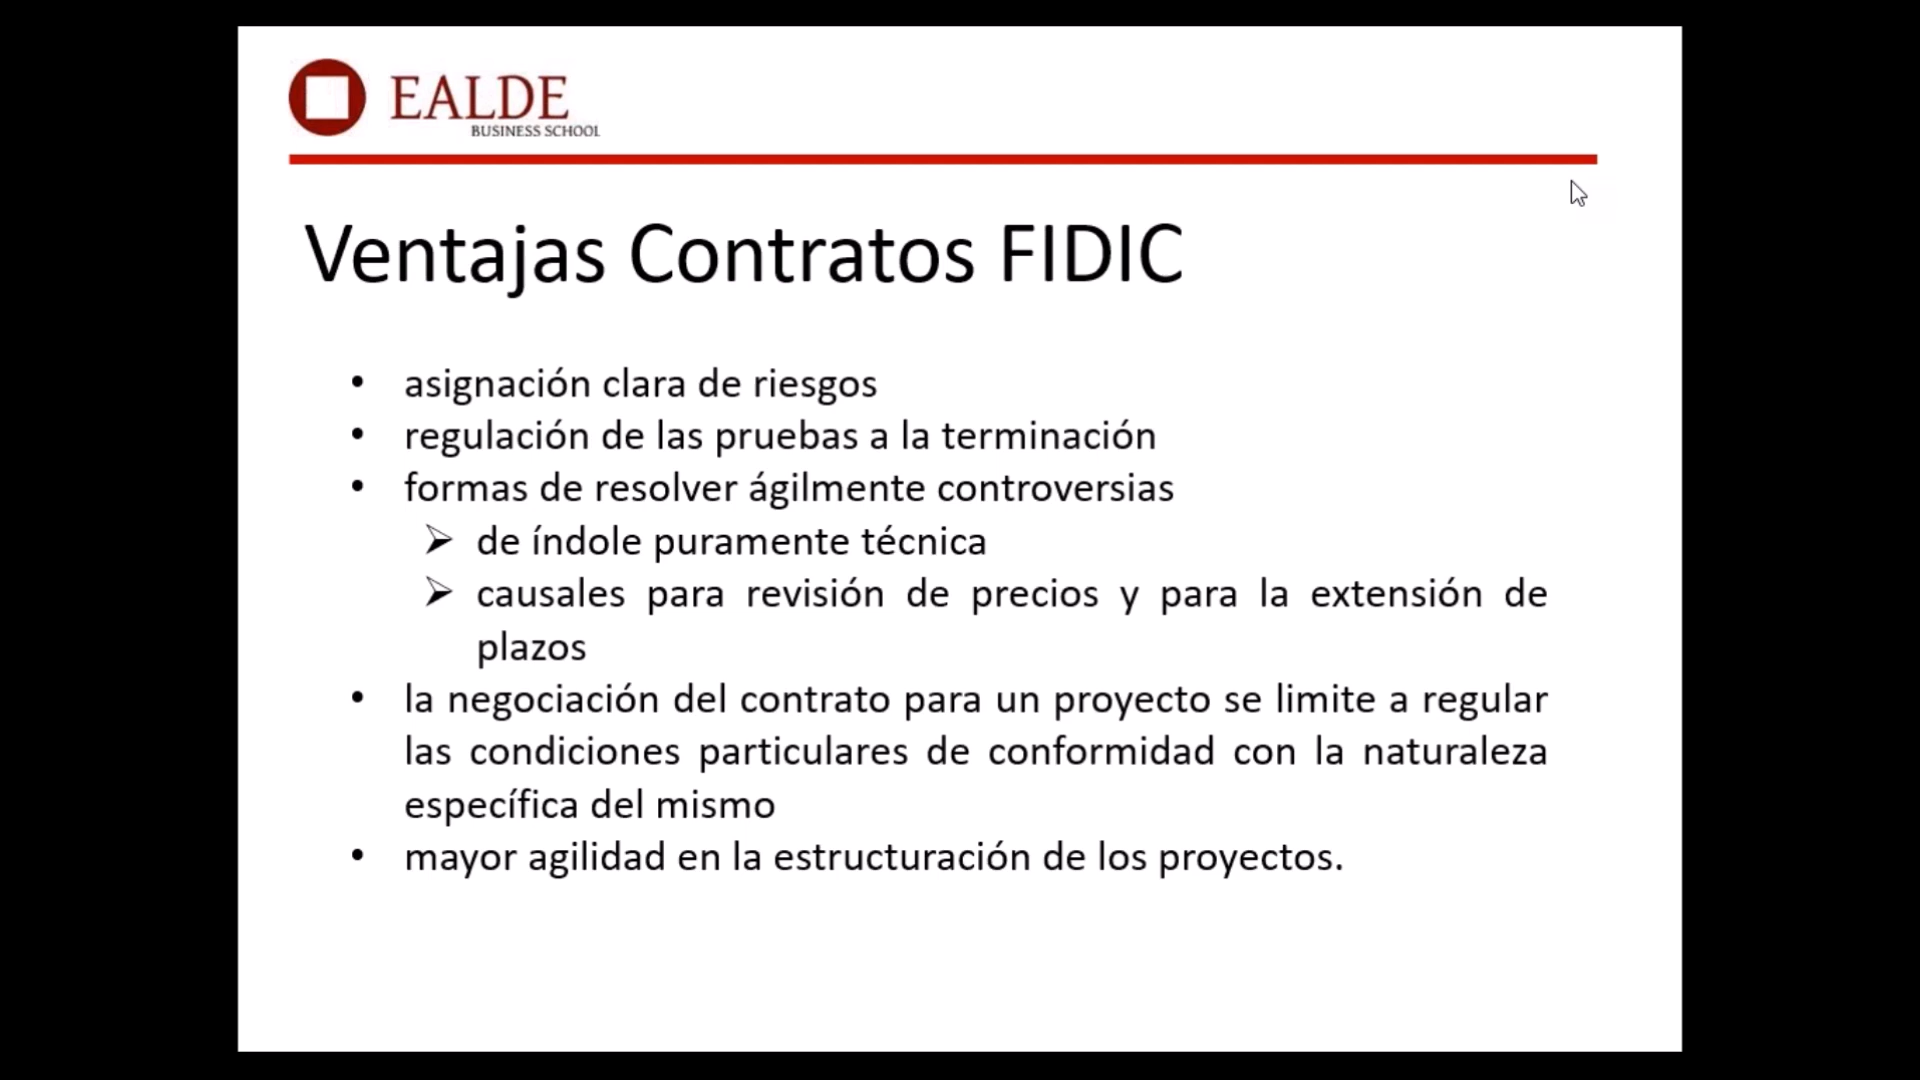 EALDE
BUSINESS SCHOOL
Ventajas Contratos FIDIC
• asignación clara de riesgos
• regulación de las pruebas a la terminación
• formas de resolver ágilmente controversias
➢ de índole puramente técnica
➢ causales para revisión de precios y para la extensión de
plazos
• la negociación del contrato para un proyecto se limite a regular
las condiciones particulares de conformidad con la naturaleza
específica del mismo
• mayor agilidad en la estructuración de los proyectos.